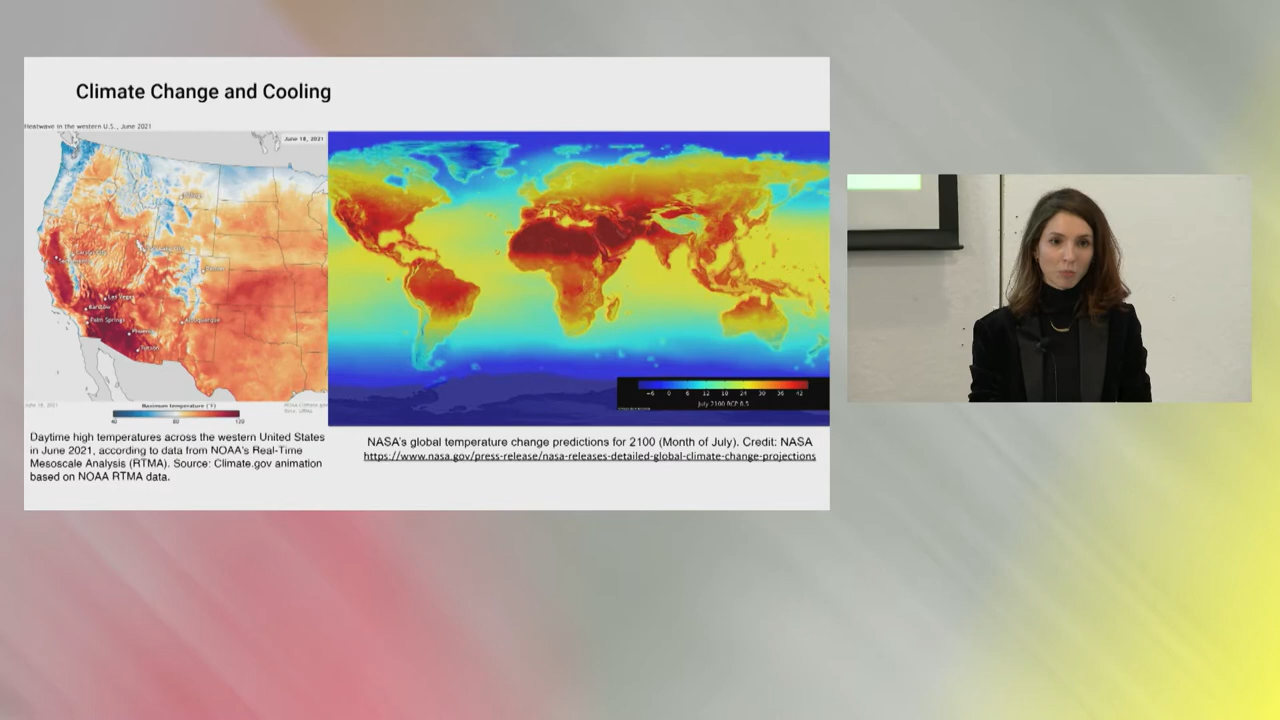 Climate Change and Cooling
Heatwave in the western U.S., June 2021
June 18, 2021
Las Vegas
Barstow
Palm Springs
Albuquerque
Phoenix
Tucson
Maximum temperature (°F)
40 80 120
Daytime high temperatures across the western United States
in June 2021, according to data from NOAA's Real-Time
Mesoscale Analysis (RTMA). Source: Climate.gov animation
based on NOAA RTMA data.
-6 0 6 12 18 24 30 36 42
July 2100 RCP 8.5
NASA's global temperature change predictions for 2100 (Month of July). Credit: NASA
https://www.nasa.gov/press-release/nasa-releases-detailed-global-climate-change-projections